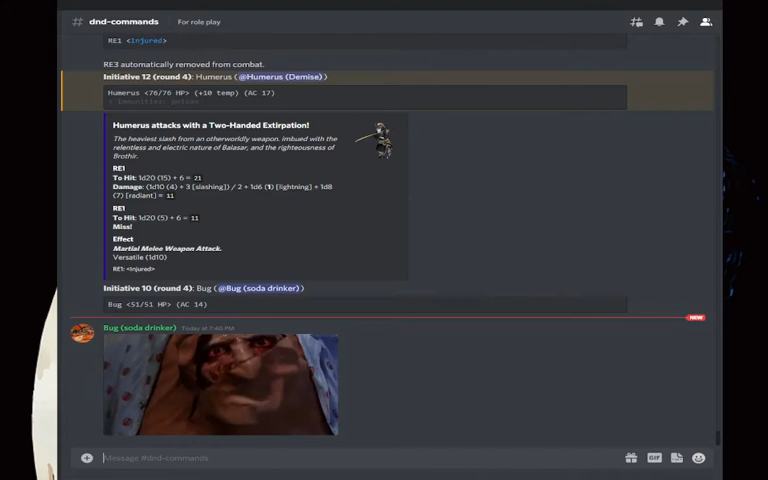 dnd-commands For role play
RE1 <Injured>
RE3 automatically removed from combat.
Initiative 12 (round 4): Humerus (@Humerus (Demise))
Humerus <76/76 HP> (+10 temp) (AC 17)
Immunities: poison
Humerus attacks with a Two-Handed Extirpation!
The heaviest slash from an otherworldly weapon. imbued with the
relentless and electric nature of Balasar, and the righteousness of
Brothir.
RE1
To Hit: 1d20 (15) + 6 = 21
Damage: (1d10 (4) + 3 [slashing]) / 2 + 1d6 (1) [lightning] + 1d8
(7) [radiant] = 11
RE1
To Hit: 1d20 (5) + 6 = 11
Miss!
Effect
Martial Melee Weapon Attack.
Versatile (1d10)
RE1: <Injured>
Initiative 10 (round 4): Bug (@Bug (soda drinker))
Bug <51/51 HP> (AC 14)
NEW
Bug (soda drinker) Today at 7:40 PM
Message #dnd-commands
GIF